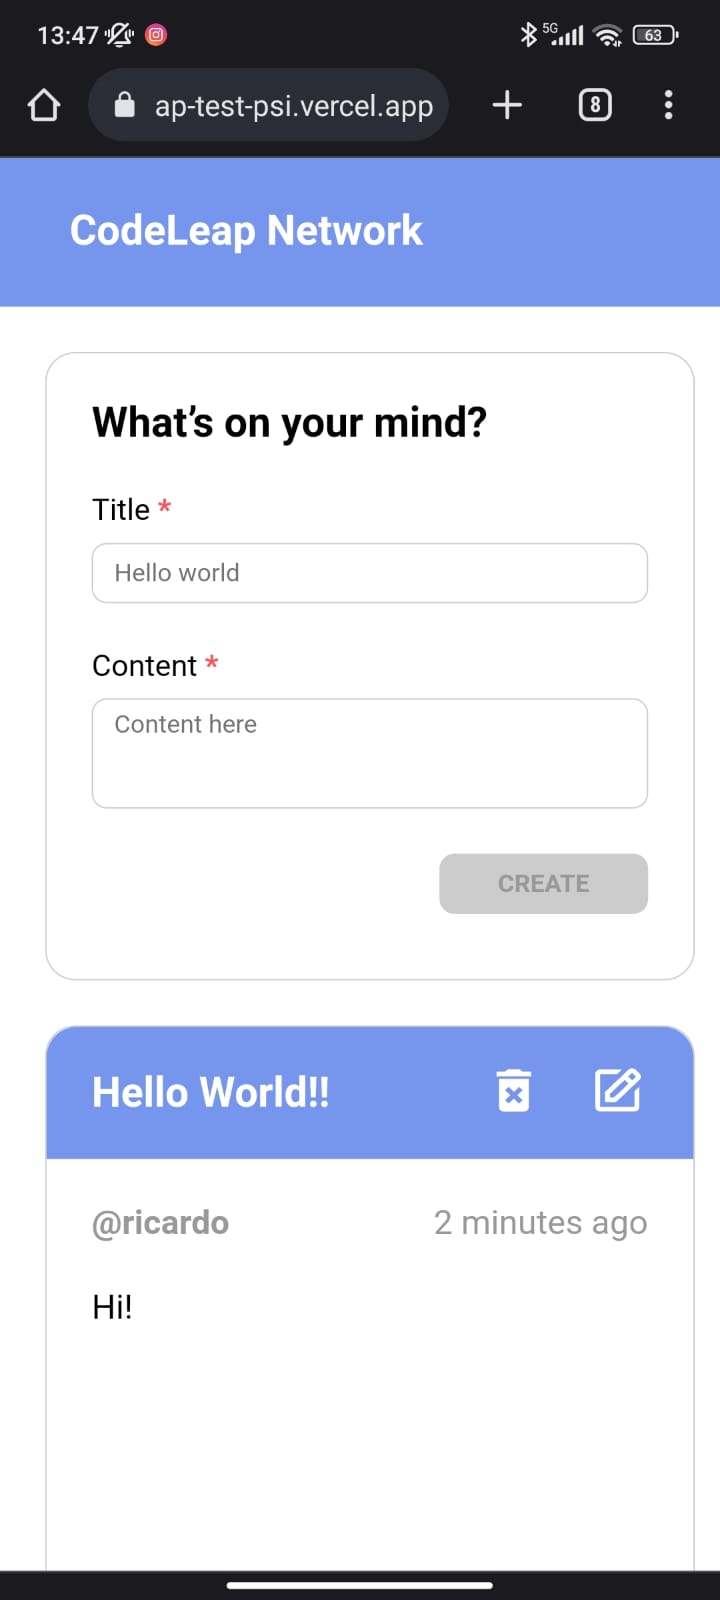 13:47 5G 63
ap-test-psi.vercel.app 8
CodeLeap Network
What’s on your mind?
Title *
Hello world
Content *
Content here
CREATE
Hello World!!
@ricardo 2 minutes ago
Hi!